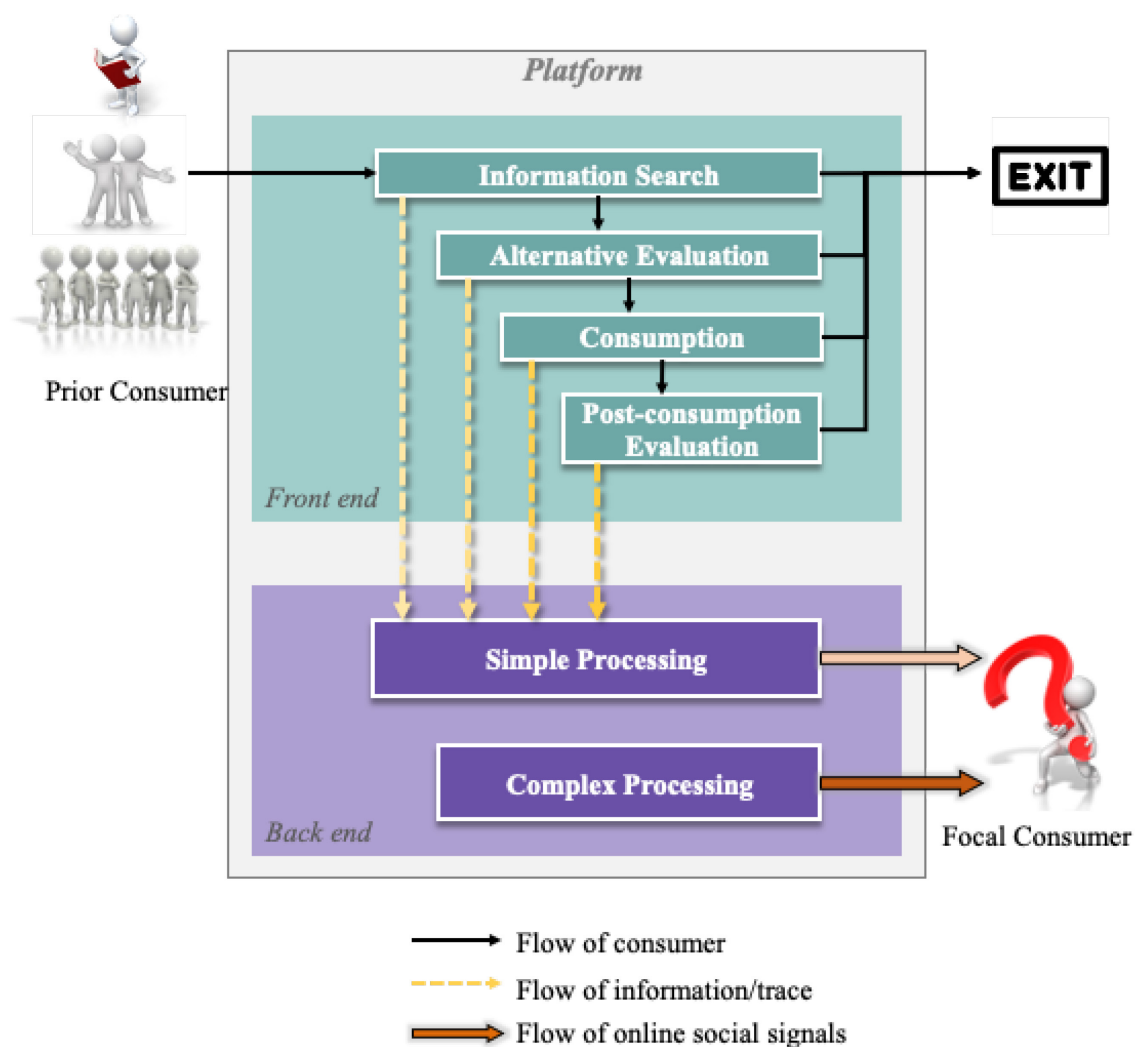 Platform
Information Search
EXIT
Alternative Evaluation
Consumption
Prior Consumer
Post-consumption
Evaluation
Front end
Simple Processing
Complex Processing
Back end
Focal Consumer
Flow of consumer
Flow of information/trace
Flow of online social signals